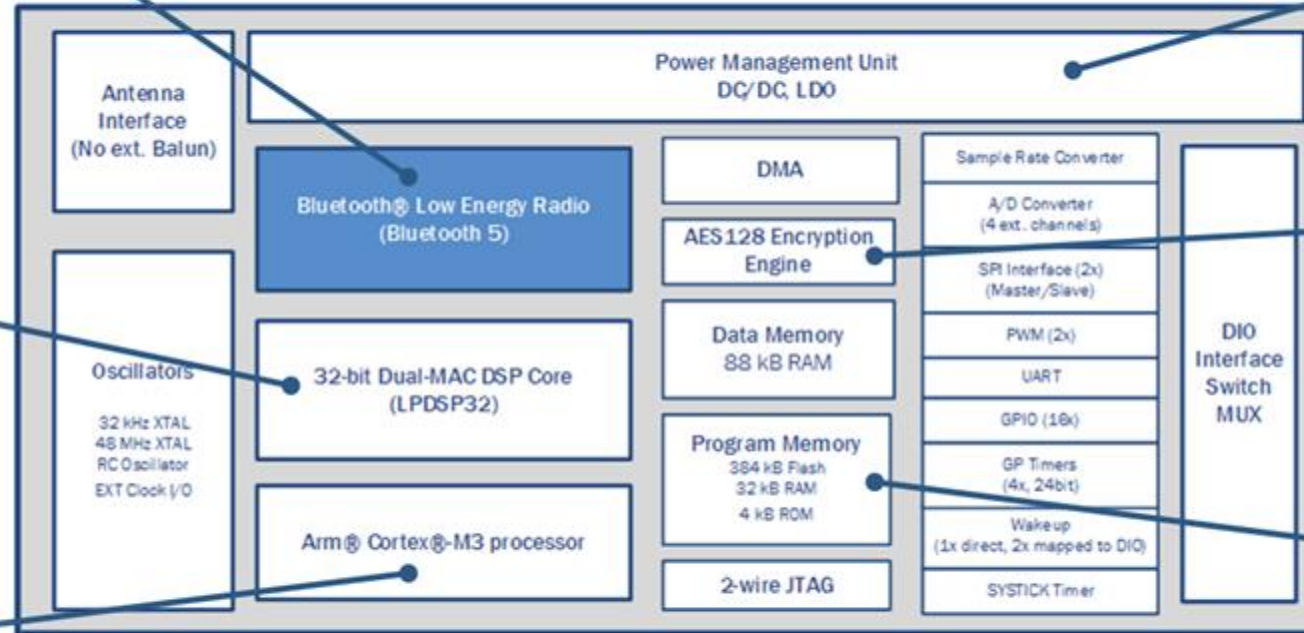 Antenna
Interface
(No ext. Balun)
Power Management Unit
DC/DC, LDO
Bluetooth® Low Energy Radio
(Bluetooth 5)
Oscillators
32 kHz XTAL
48 MHz XTAL
RC Oscillator
EXT Clock I/O
32-bit Dual-MAC DSP Core
(LPDSP32)
Arm® Cortex®-M3 processor
DMA
AES128 Encryption
Engine
Data Memory
88 kB RAM
Program Memory
384 kB Flash
32 kB RAM
4 kB ROM
2-wire JTAG
Sample Rate Converter
A/D Converter
(4 ext. channels)
SPI Interface (2x)
(Master/Slave)
PWM (2x)
UART
GPIO (16x)
GP Timers
(4x, 24bit)
Wakeup
(1x direct, 2x mapped to DIO)
SYSTICK Timer
DIO
Interface
Switch
MUX